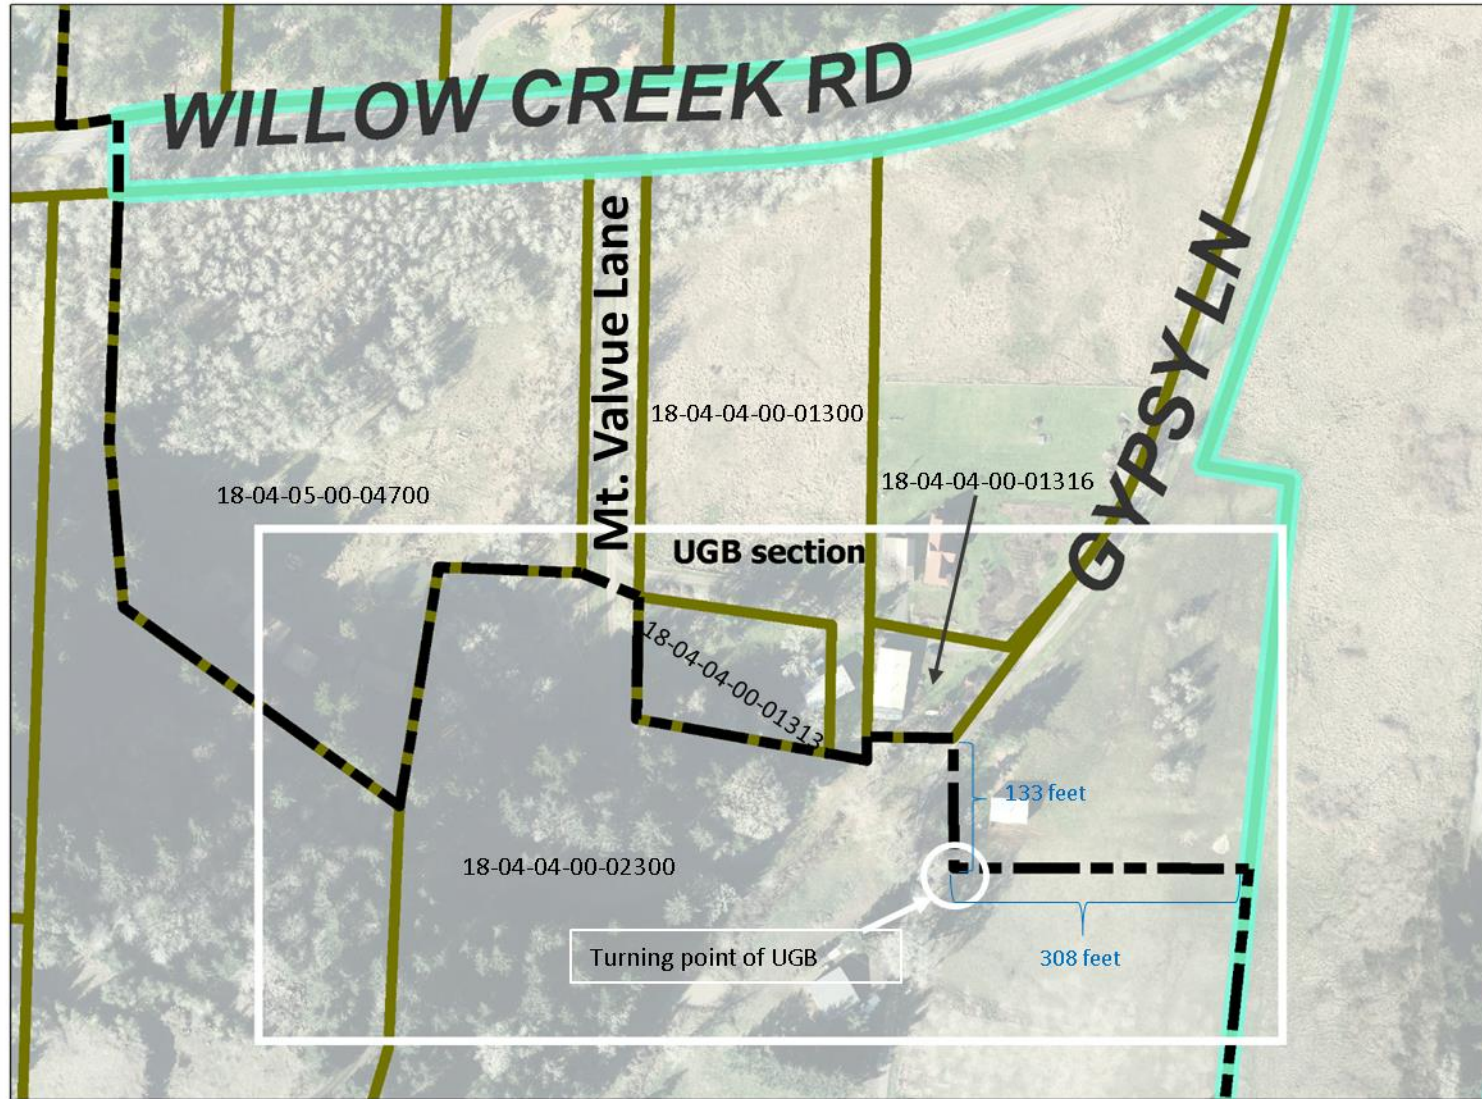 WILLOW CREEK RD
Mt. Valvue Lane
GYPSY LN
18-04-04-00-01300
18-04-05-00-04700
18-04-04-00-01316
UGB section
18-04-04-00-01313
133 feet
18-04-04-00-02300
Turning point of UGB
308 feet